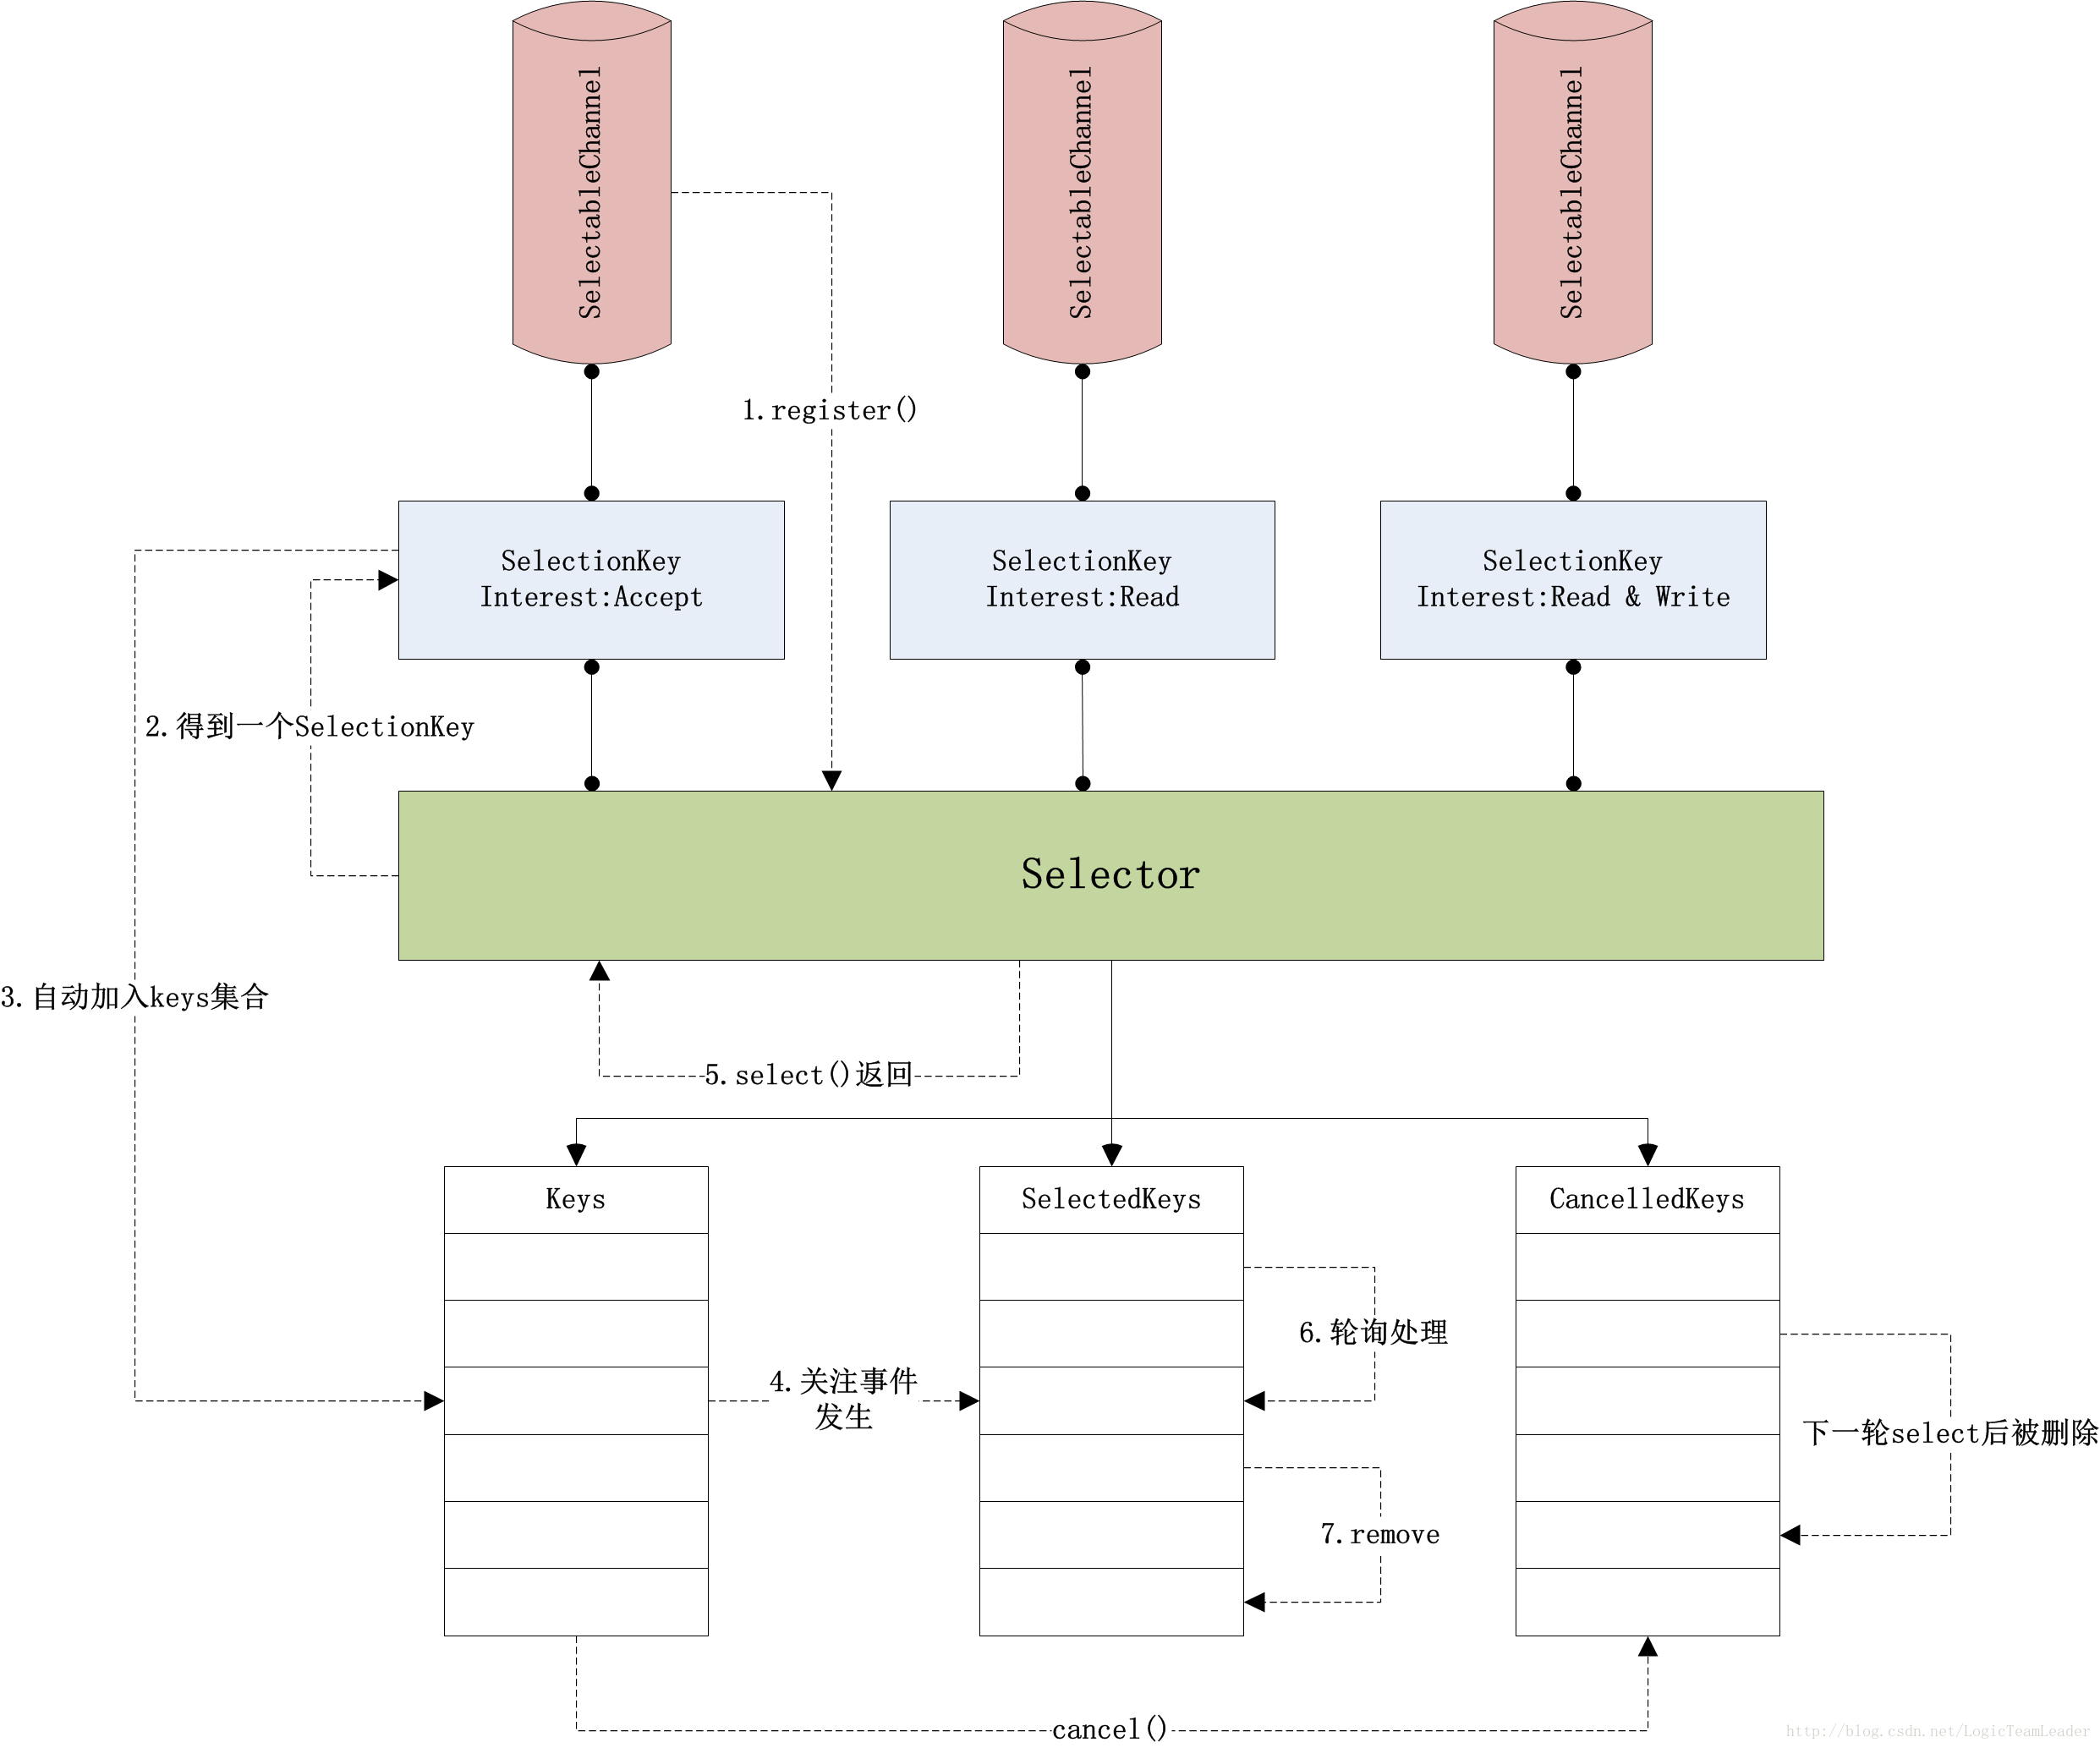 SelectableChannel
SelectableChannel
SelectableChannel
1.register()
SelectionKey
Interest:Accept
SelectionKey
Interest:Read
SelectionKey
Interest:Read & Write
2.得到一个SelectionKey
Selector
3.自动加入keys集合
5.select()返回
Keys
SelectedKeys
CancelledKeys
6.轮询处理
4.关注事件
发生
下一轮select后被删除
7.remove
cancel()
http://blog.csdn.net/LogicTeamLeader